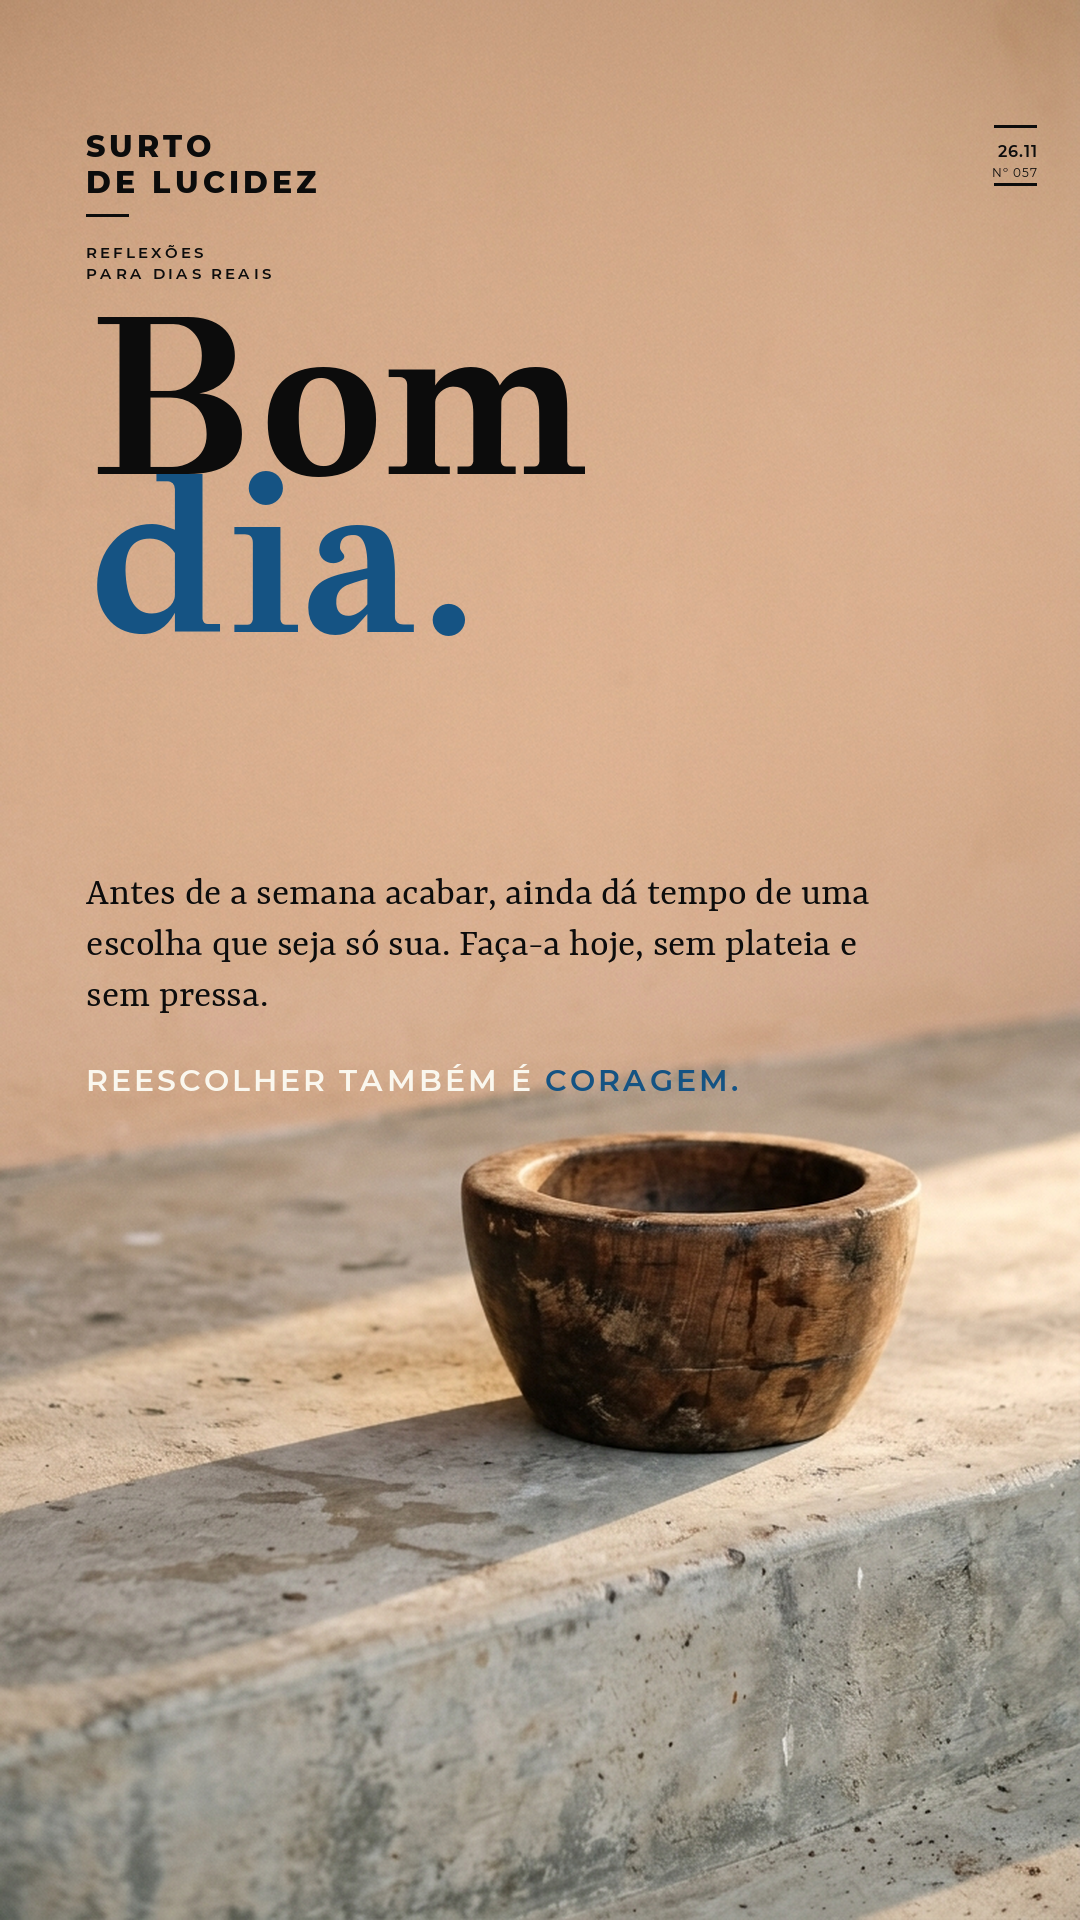 SURTO
DE LUCIDEZ
26.11
Nº 057
REFLEXÕES
PARA DIAS REAIS
Bom
dia.
Antes de a semana acabar, ainda dá tempo de uma
escolha que seja só sua. Faça-a hoje, sem plateia e
sem pressa.
REESCOLHER TAMBÉM É CORAGEM.